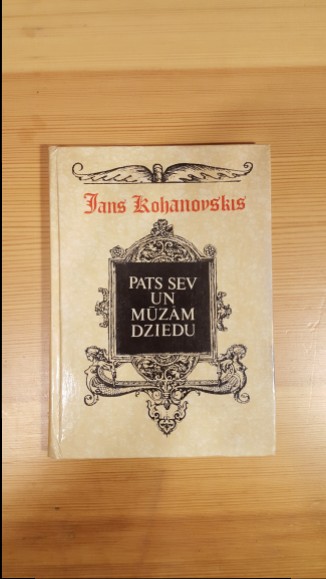 Jans Kohanovskis
PATS SEV
UN
MŪZĀM
DZIEDU